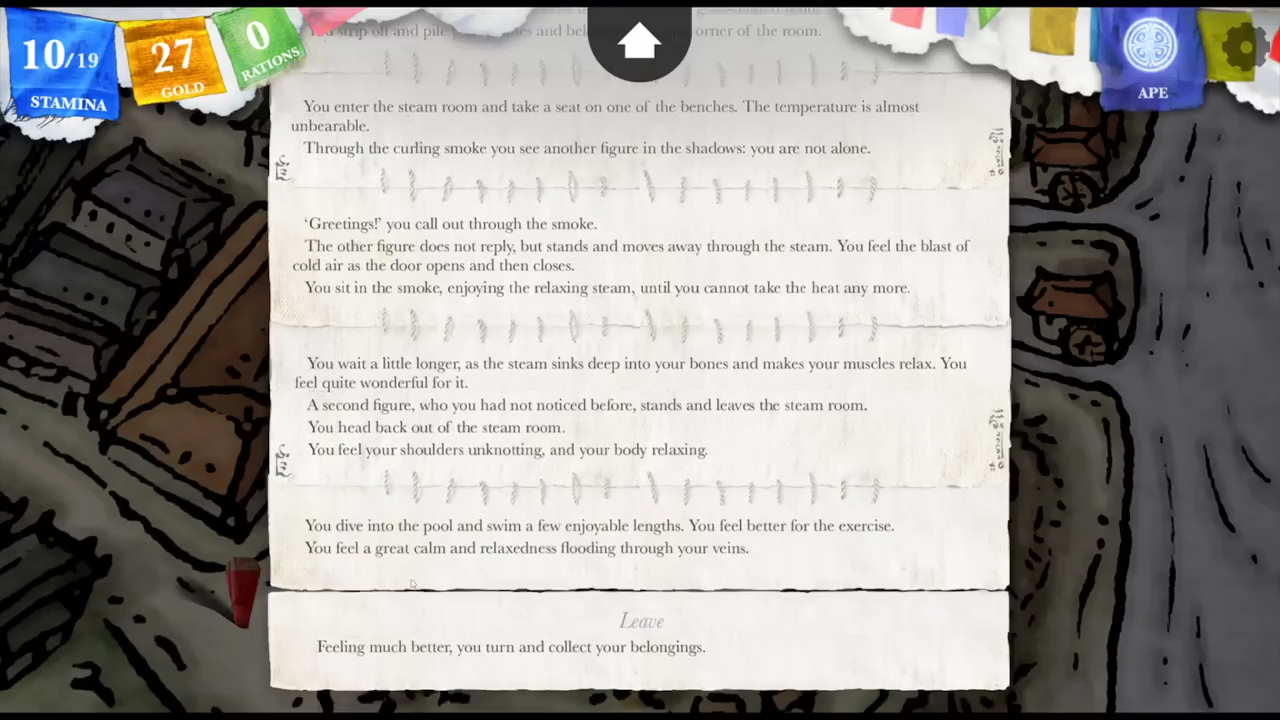 10/19
STAMINA
27
GOLD
0
RATIONS
APE
strip off and pile
and
corner of the room.
You enter the steam room and take a seat on one of the benches. The temperature is almost
unbearable.
Through the curling smoke you see another figure in the shadows: you are not alone.
‘Greetings!’ you call out through the smoke.
The other figure does not reply, but stands and moves away through the steam. You feel the blast of
cold air as the door opens and then closes.
You sit in the smoke, enjoying the relaxing steam, until you cannot take the heat any more.
You wait a little longer, as the steam sinks deep into your bones and makes your muscles relax. You
feel quite wonderful for it.
A second figure, who you had not noticed before, stands and leaves the steam room.
You head back out of the steam room.
You feel your shoulders unknotting, and your body relaxing.
You dive into the pool and swim a few enjoyable lengths. You feel better for the exercise.
You feel a great calm and relaxedness flooding through your veins.
Leave
Feeling much better, you turn and collect your belongings.